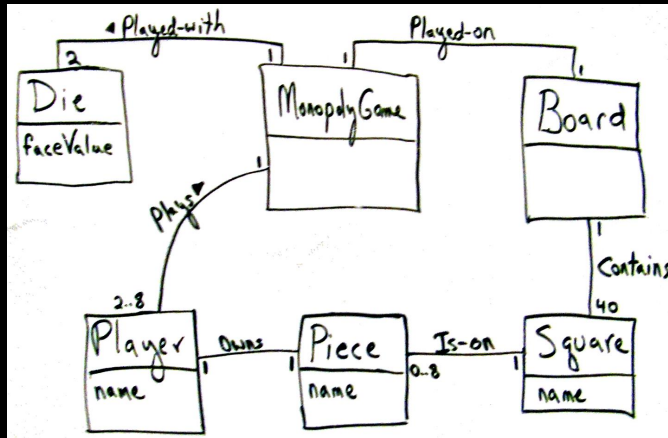 ◄ Played-with
Played-on
2
1
1
1
Die
faceValue
MonopolyGame
Board
1
Plays ►
1
Contains
2..8
40
Player
name
Owns
1
1
Piece
name
Is-on
0..8
1
Square
name